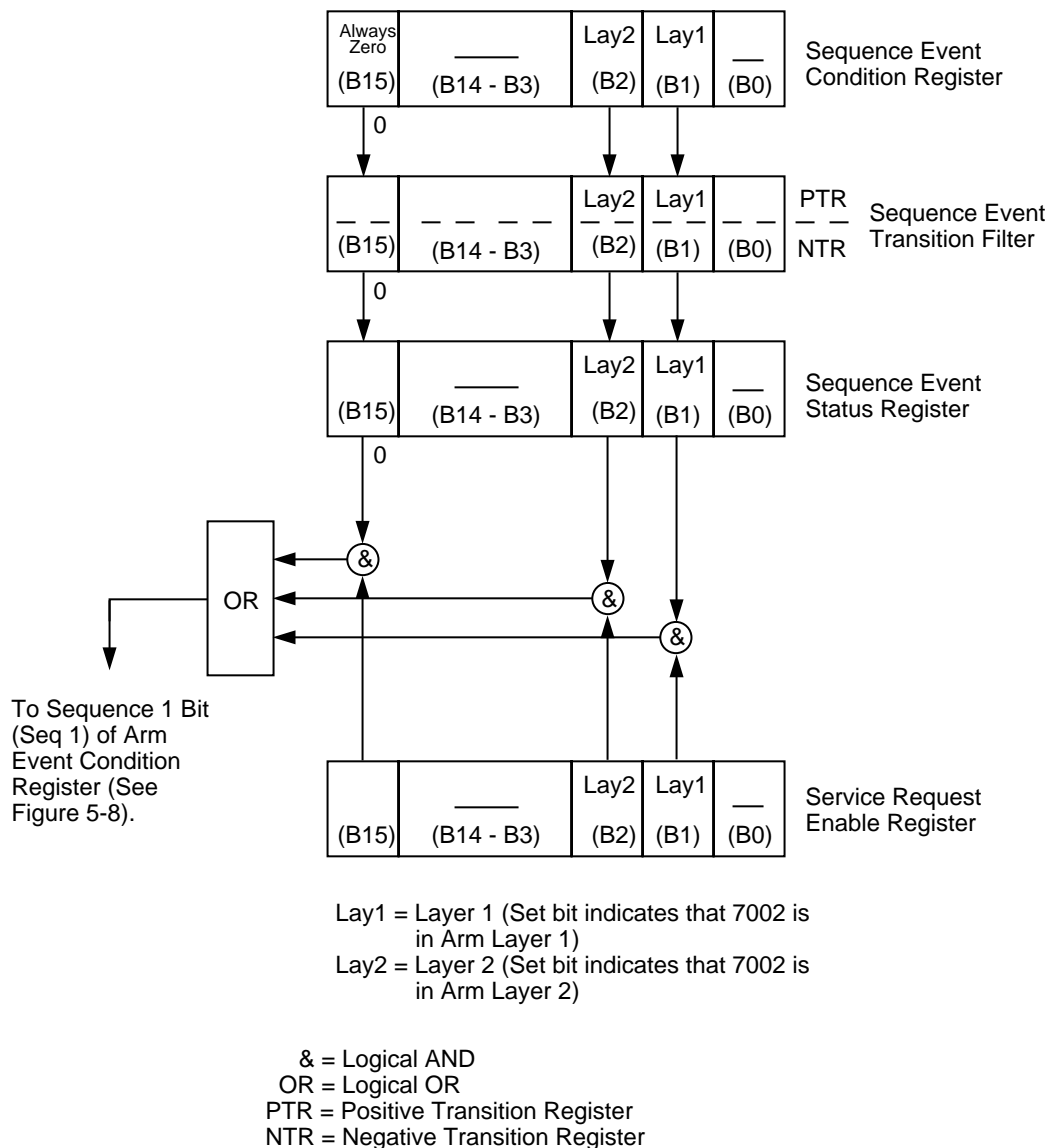 Always
Zero
(B15)
(B14 - B3)
Lay2
(B2)
Lay1
(B1)
(B0)
Sequence Event
Condition Register
0
(B15)
(B14 - B3)
Lay2
(B2)
Lay1
(B1)
(B0)
PTR
NTR
Sequence Event
Transition Filter
0
(B15)
(B14 - B3)
Lay2
(B2)
Lay1
(B1)
(B0)
Sequence Event
Status Register
0
&
OR
&
&
To Sequence 1 Bit
(Seq 1) of Arm
Event Condition
Register (See
Figure 5-8).
(B15)
(B14 - B3)
Lay2
(B2)
Lay1
(B1)
(B0)
Service Request
Enable Register
Lay1 = Layer 1 (Set bit indicates that 7002 is
in Arm Layer 1)
Lay2 = Layer 2 (Set bit indicates that 7002 is
in Arm Layer 2)
& = Logical AND
OR = Logical OR
PTR = Positive Transition Register
NTR = Negative Transition Register